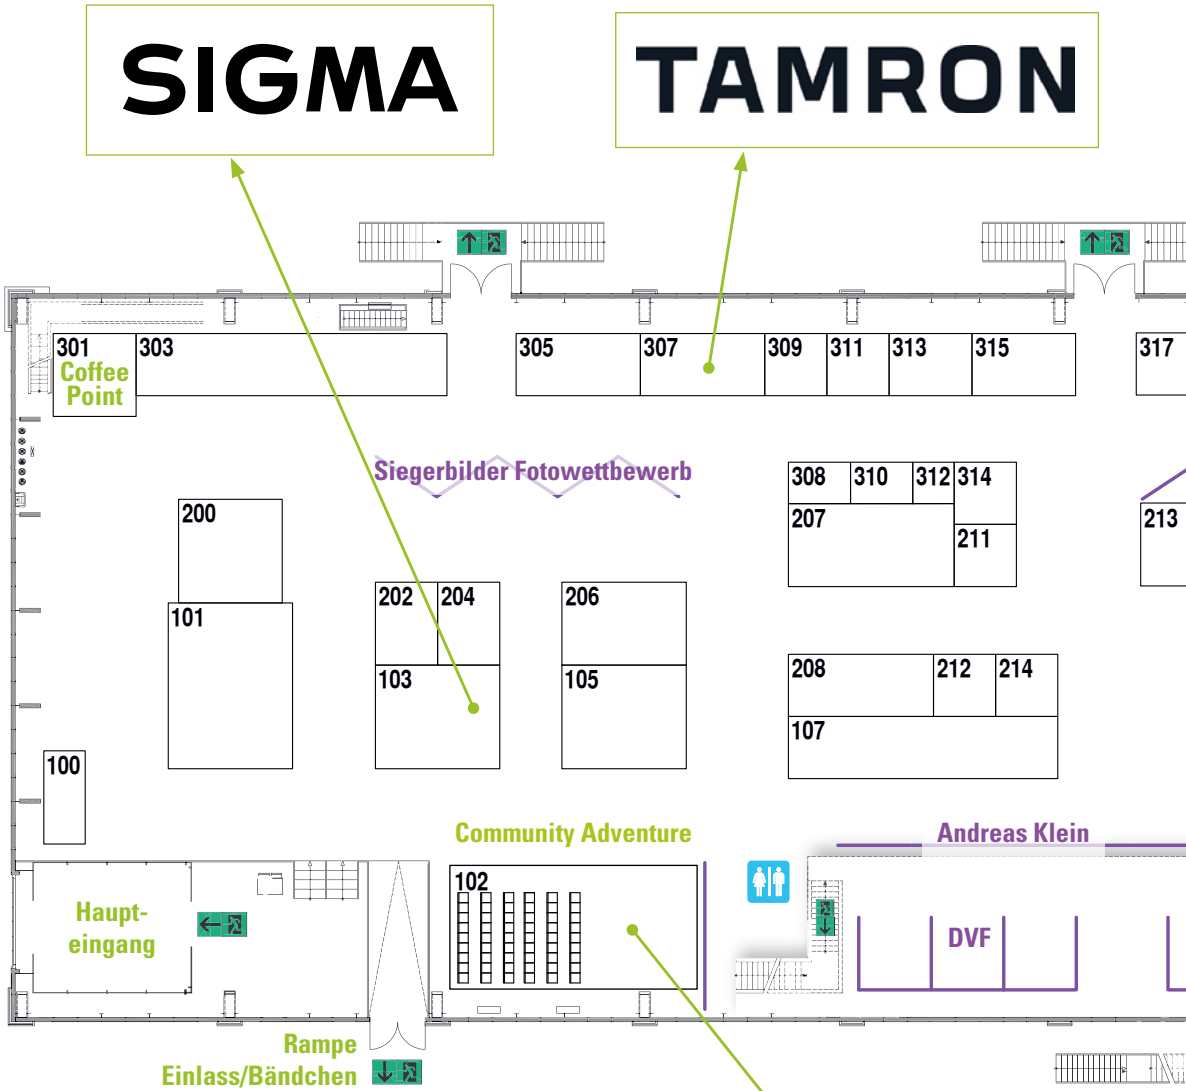 SIGMA
TAMRON
301
Coffee
Point
303
305
307
309
311
313
315
317
Siegerbilder Fotowettbewerb
308
310
312
314
200
207
211
213
202
204
206
101
103
105
208
212
214
107
100
Community Adventure
Andreas Klein
102
Haupt-
eingang
DVF
Rampe
Einlass/Bändchen